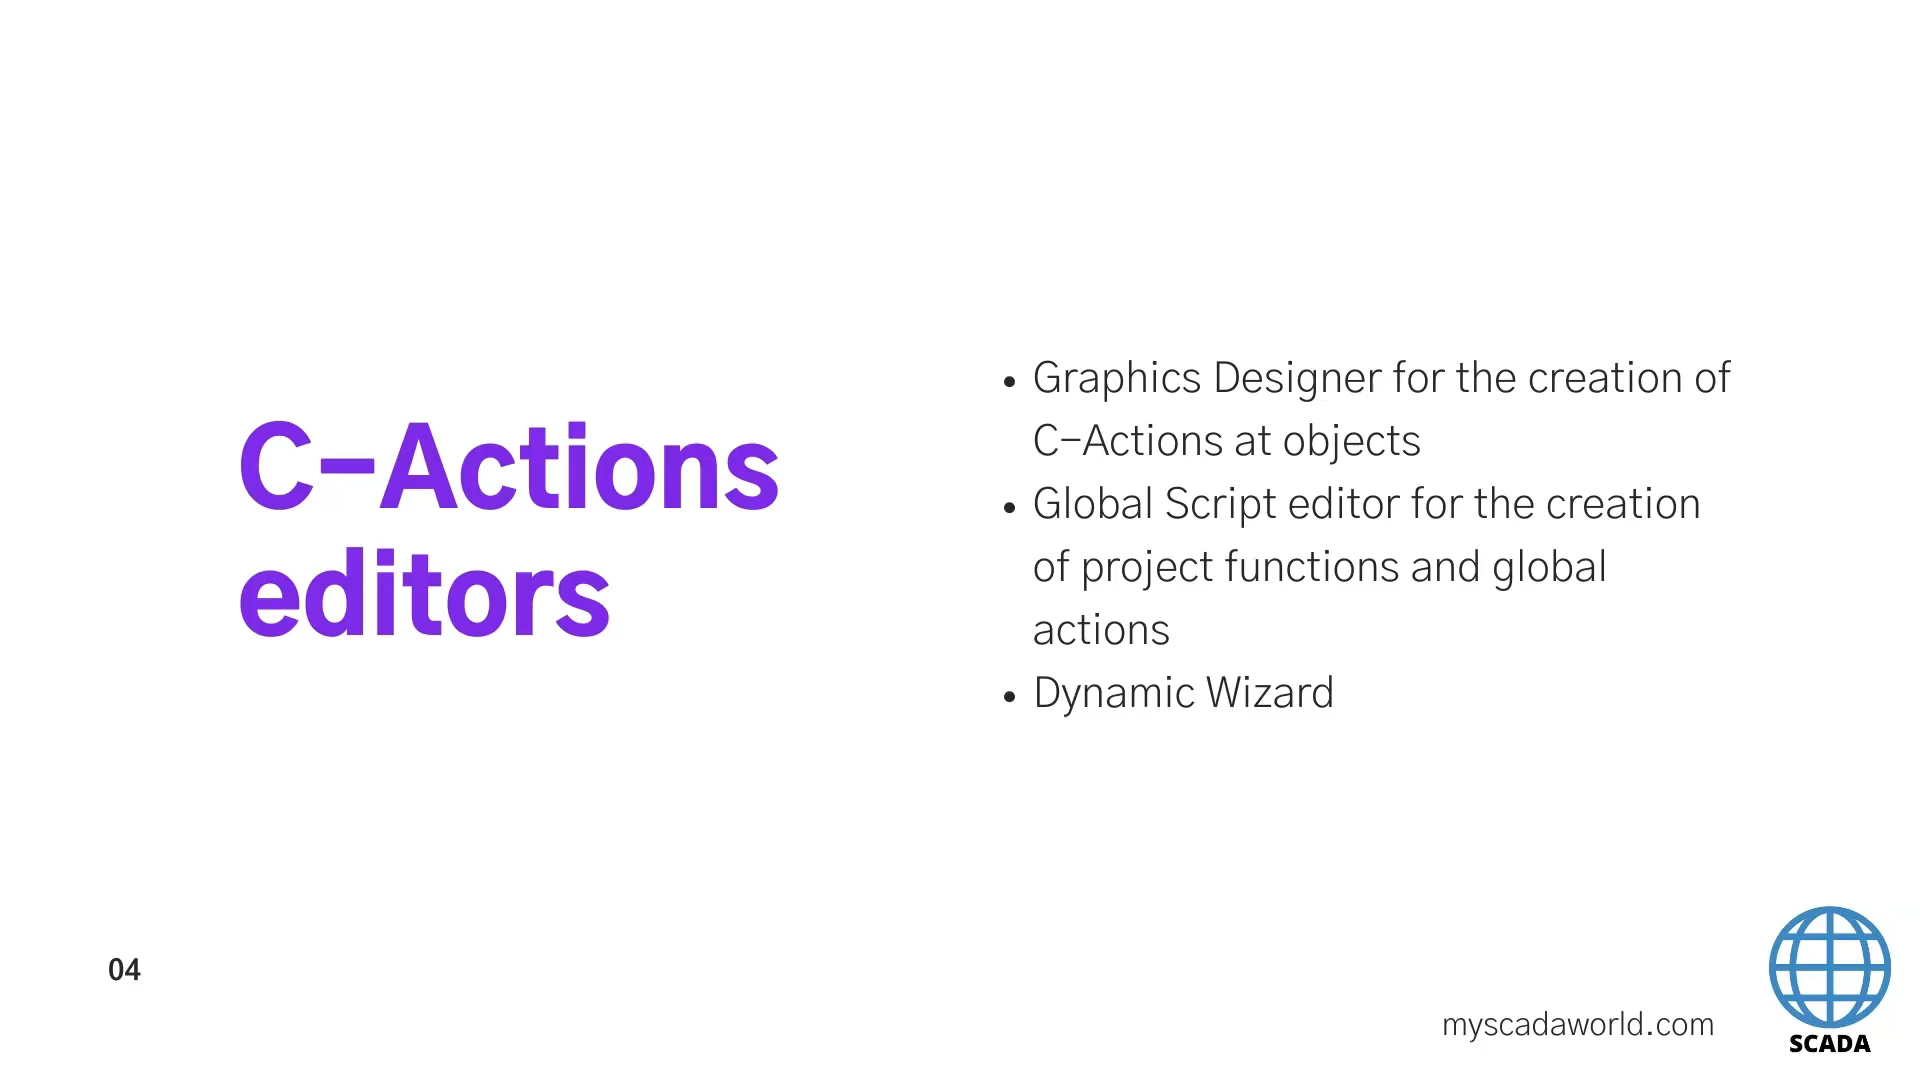 C-Actions
editors
• Graphics Designer for the creation of
C-Actions at objects
• Global Script editor for the creation
of project functions and global
actions
• Dynamic Wizard
04
myscadaworld.com
SCADA